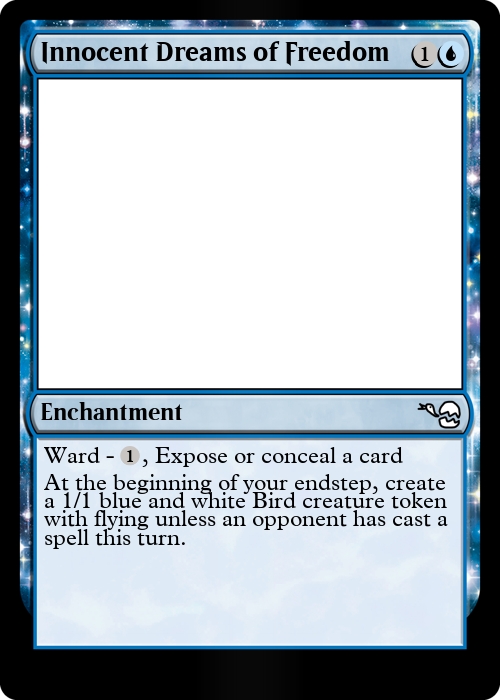 Innocent Dreams of Freedom 1
Enchantment
Ward - 1, Expose or conceal a card
At the beginning of your endstep, create
a 1/1 blue and white Bird creature token
with flying unless an opponent has cast a
spell this turn.